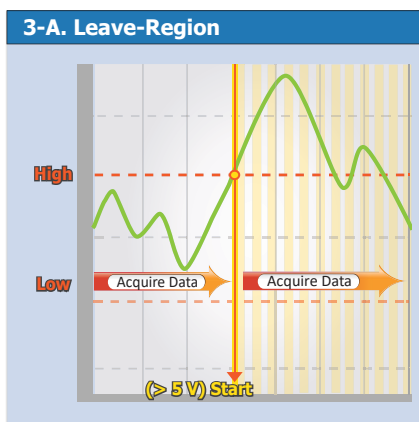 3-A. Leave-Region
High
Low
Acquire Data
Acquire Data
(> 5 V) Start